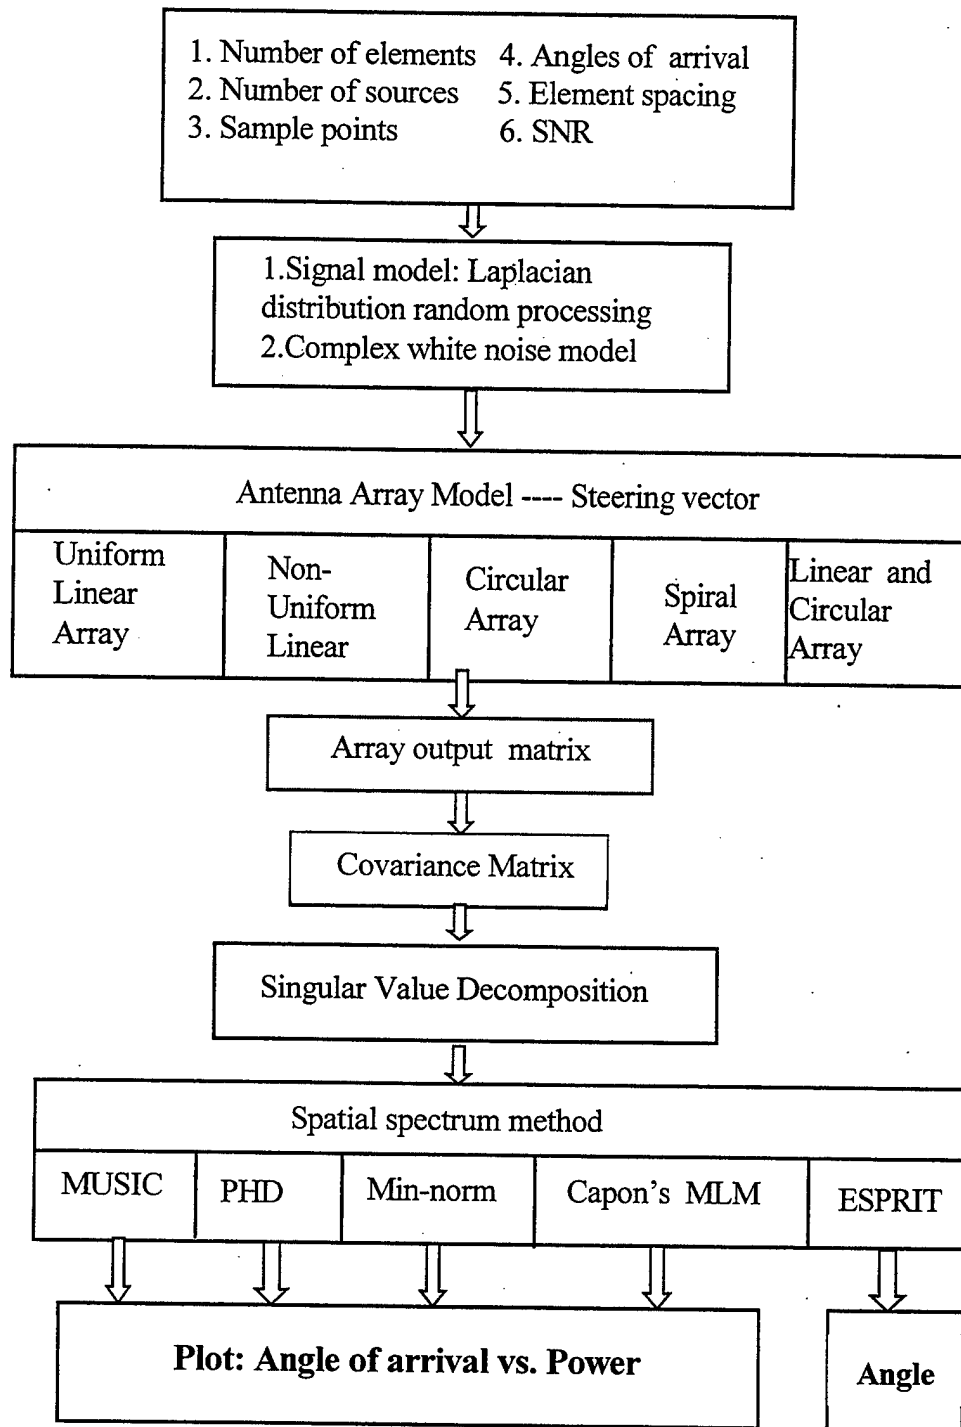 1. Number of elements 4. Angles of arrival
2. Number of sources 5. Element spacing
3. Sample points 6. SNR
1.Signal model: Laplacian
distribution random processing
2.Complex white noise model
Antenna Array Model ---- Steering vector
Uniform
Linear
Array
Non-
Uniform
Linear
Circular
Array
Spiral
Array
Linear and
Circular
Array
Array output matrix
Covariance Matrix
Singular Value Decomposition
Spatial spectrum method
MUSIC
PHD
Min-norm
Capon's MLM
ESPRIT
Plot: Angle of arrival vs. Power
Angle